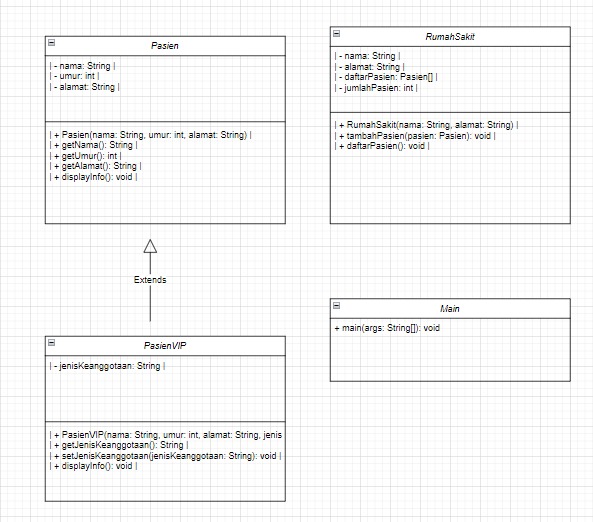 Pasien
| - nama: String |
| - umur: int |
| - alamat: String |
| + Pasien(nama: String, umur: int, alamat: String) |
| + getNama(): String |
| + getUmur(): int |
| + getAlamat(): String |
| + displayInfo(): void |
RumahSakit
| - nama: String |
| - alamat: String |
| - daftarPasien: Pasien[] |
| - jumlahPasien: int |
| + RumahSakit(nama: String, alamat: String) |
| + tambahPasien(pasien: Pasien): void |
| + daftarPasien(): void |
Extends
PasienVIP
| - jenisKeanggotaan: String |
| + PasienVIP(nama: String, umur: int, alamat: String, jenis
| + getJenisKeanggotaan(): String |
| + setJenisKeanggotaan(jenisKeanggotaan: String): void |
| + displayInfo(): void |
Main
+ main(args: String[]): void